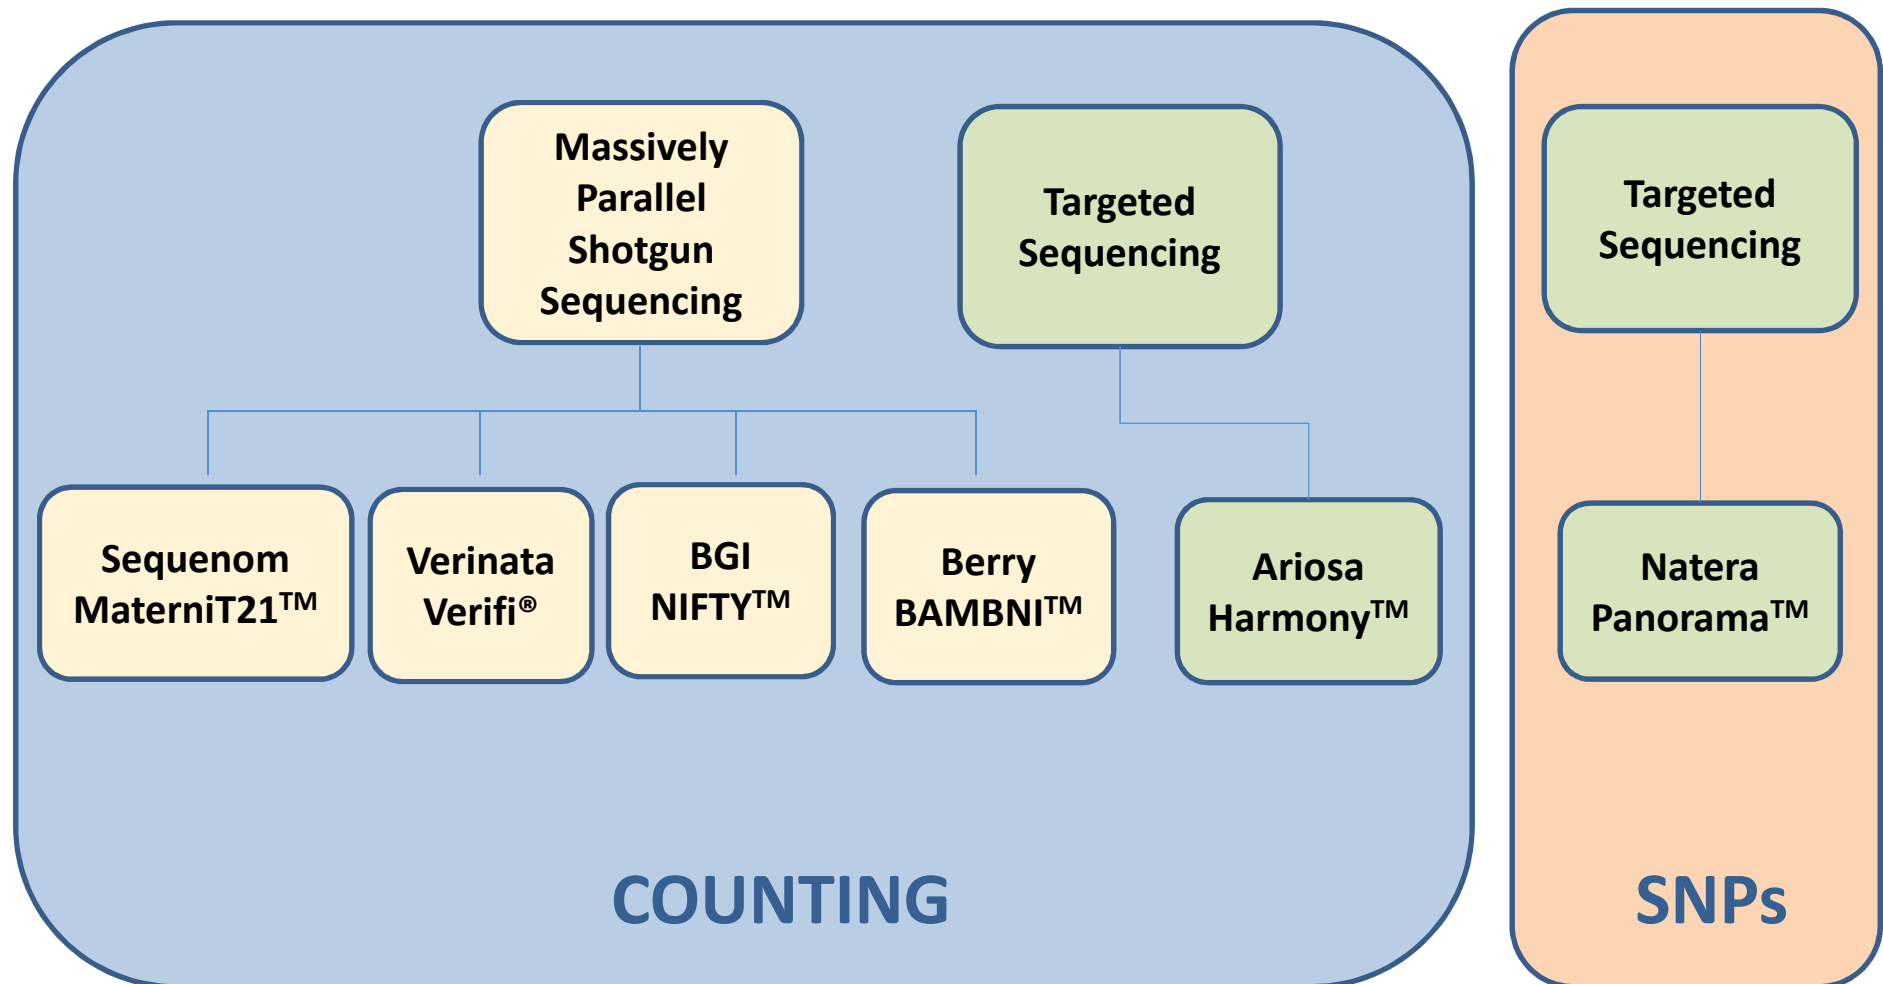 Massively
Parallel
Shotgun
Sequencing
Targeted
Sequencing
Targeted
Sequencing
Sequenom
MaterniT21™
Verinata
Verifi®
BGI
NIFTY™
Berry
BAMBNI™
Ariosa
Harmony™
Natera
Panorama™
COUNTING
SNPs